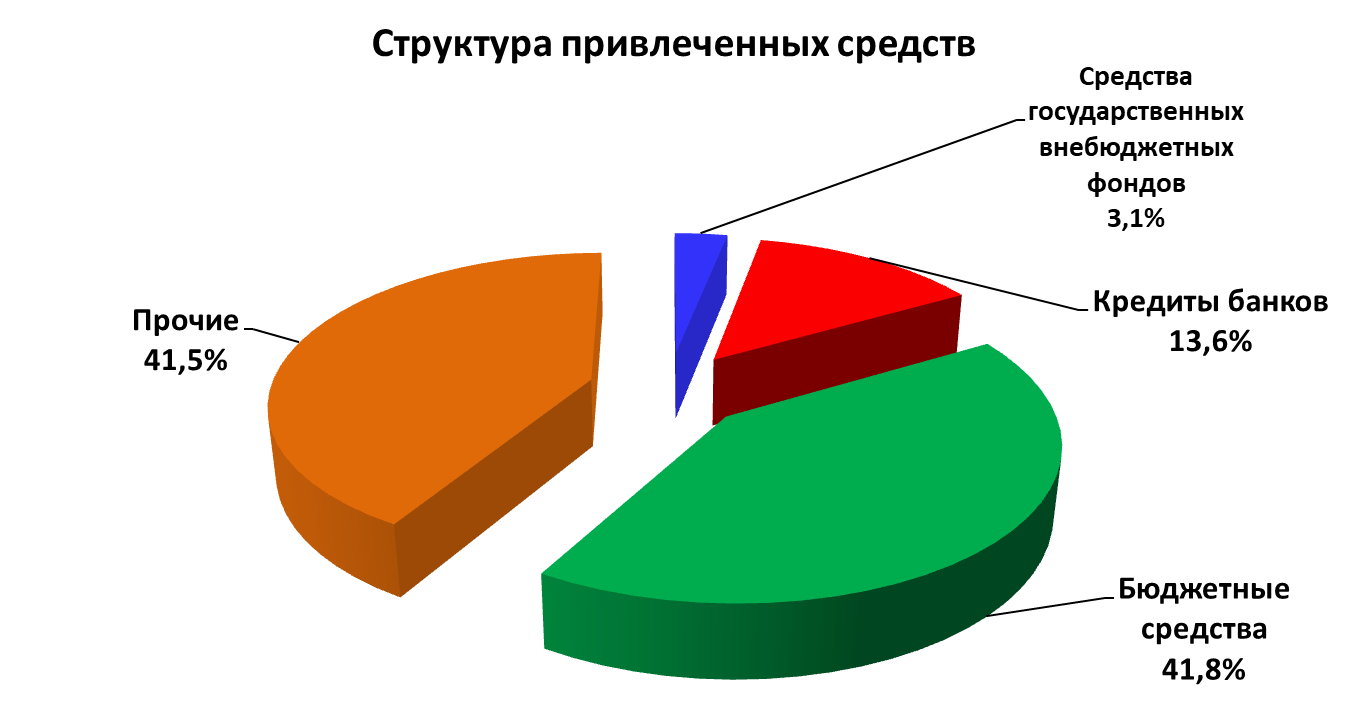 Структура привлеченных средств
Средства
государственных
внебюджетных
фондов
3,1%
Кредиты банков
13,6%
Прочие
41,5%
Бюджетные
средства
41,8%